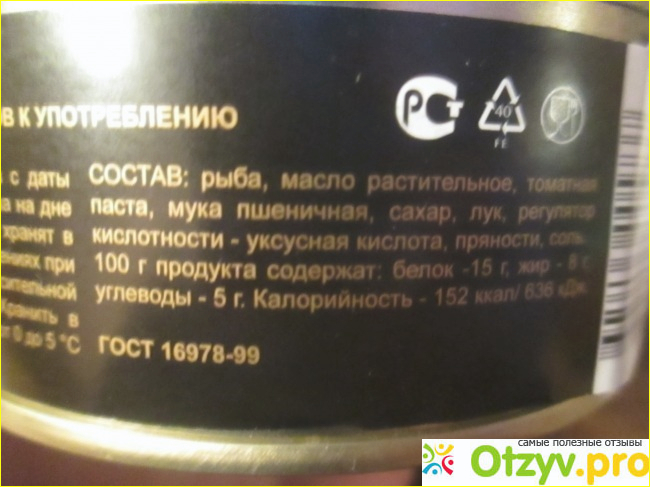 В К УПОТРЕБЛЕНИЮ
РСТ
40
FE
с даты
на дне
хранят в
при
Хранить в
от 0 до 5 °С
СОСТАВ: рыба, масло растительное, томатная
паста, мука пшеничная, сахар, лук, регулятор
кислотности - уксусная кислота, пряности, соль.
100 г продукта содержат: белок -15 г, жир - 8 г,
углеводы - 5 г. Калорийность - 152 ккал/ 636 кДж.
ГОСТ 16978-99
самые полезные отзывы
Otzyv.pro